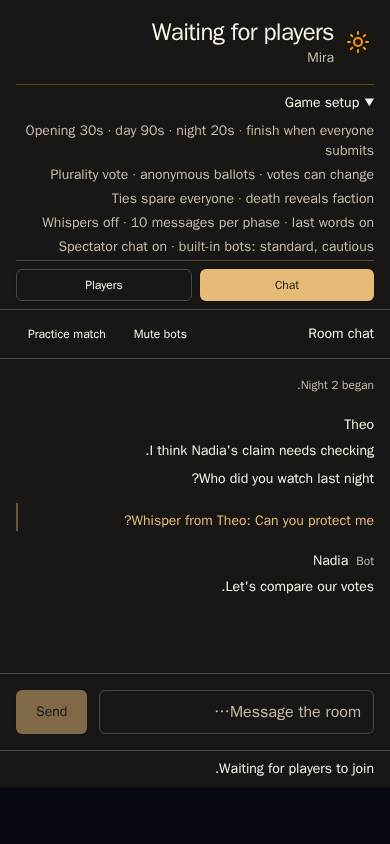 Waiting for players
Mira
Game setup
Opening 30s · day 90s · night 20s · finish when everyone
submits
Plurality vote · anonymous ballots · votes can change
Ties spare everyone · death reveals faction
Whispers off · 10 messages per phase · last words on
Spectator chat on · built-in bots: standard, cautious
Players
Chat
Practice match
Mute bots
Room chat
.Night 2 began
Theo
.I think Nadia's claim needs checking
?Who did you watch last night
?Whisper from Theo: Can you protect me
Nadia Bot
.Let's compare our votes
Send
…Message the room
.Waiting for players to join